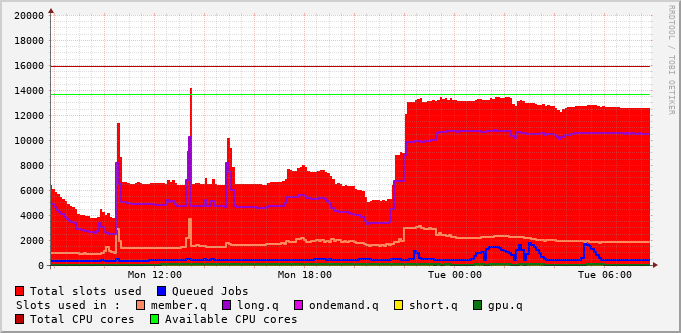 20000
18000
16000
14000
12000
10000
8000
6000
4000
2000
0
Mon 12:00 Mon 18:00 Tue 00:00 Tue 06:00
RRDTOOL / TOBI OETIKER
Total slots used Queued Jobs
Slots used in : member.q long.q ondemand.q short.q gpu.q
Total CPU cores Available CPU cores